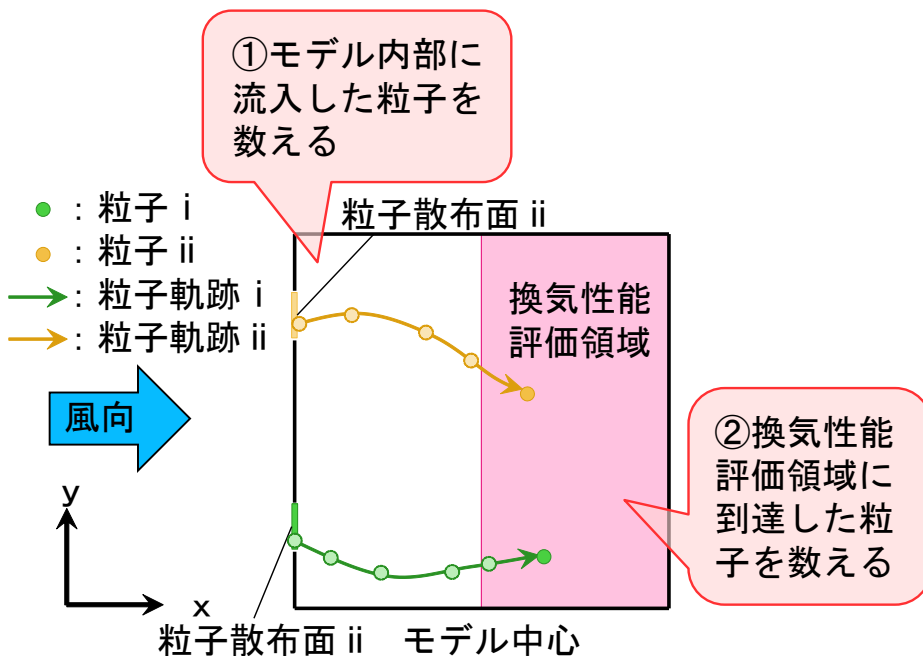 ①モデル内部に
流入した粒子を
数える
：粒子 i
：粒子 ii
：粒子軌跡 i
：粒子軌跡 ii
粒子散布面 ii
換気性能
評価領域
風向
②換気性能
評価領域に
到達した粒
子を数える
y
x
粒子散布面 ii
モデル中心